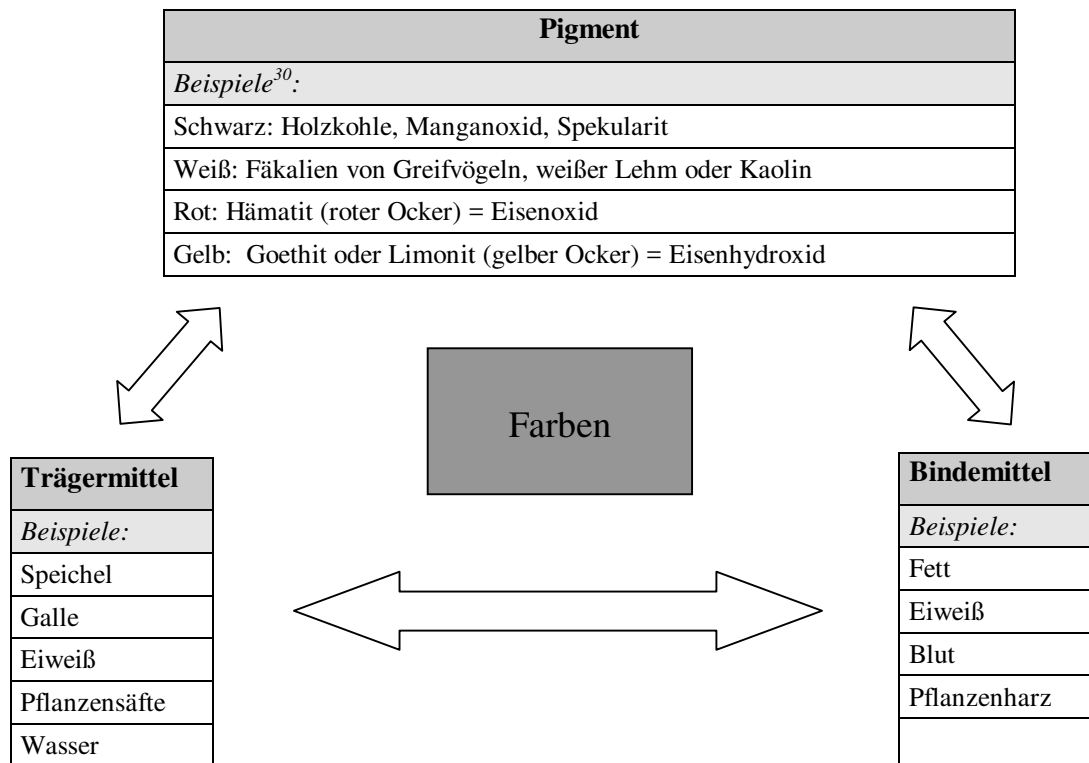 Pigment
Beispiele30:
Schwarz: Holzkohle, Manganoxid, Spekularit
Weiß: Fäkalien von Greifvögeln, weißer Lehm oder Kaolin
Rot: Hämatit (roter Ocker) = Eisenoxid
Gelb: Goethit oder Limonit (gelber Ocker) = Eisenhydroxid
Farben
Trägermittel
Beispiele:
Speichel
Galle
Eiweiß
Pflanzensäfte
Wasser
Bindemittel
Beispiele:
Fett
Eiweiß
Blut
Pflanzenharz